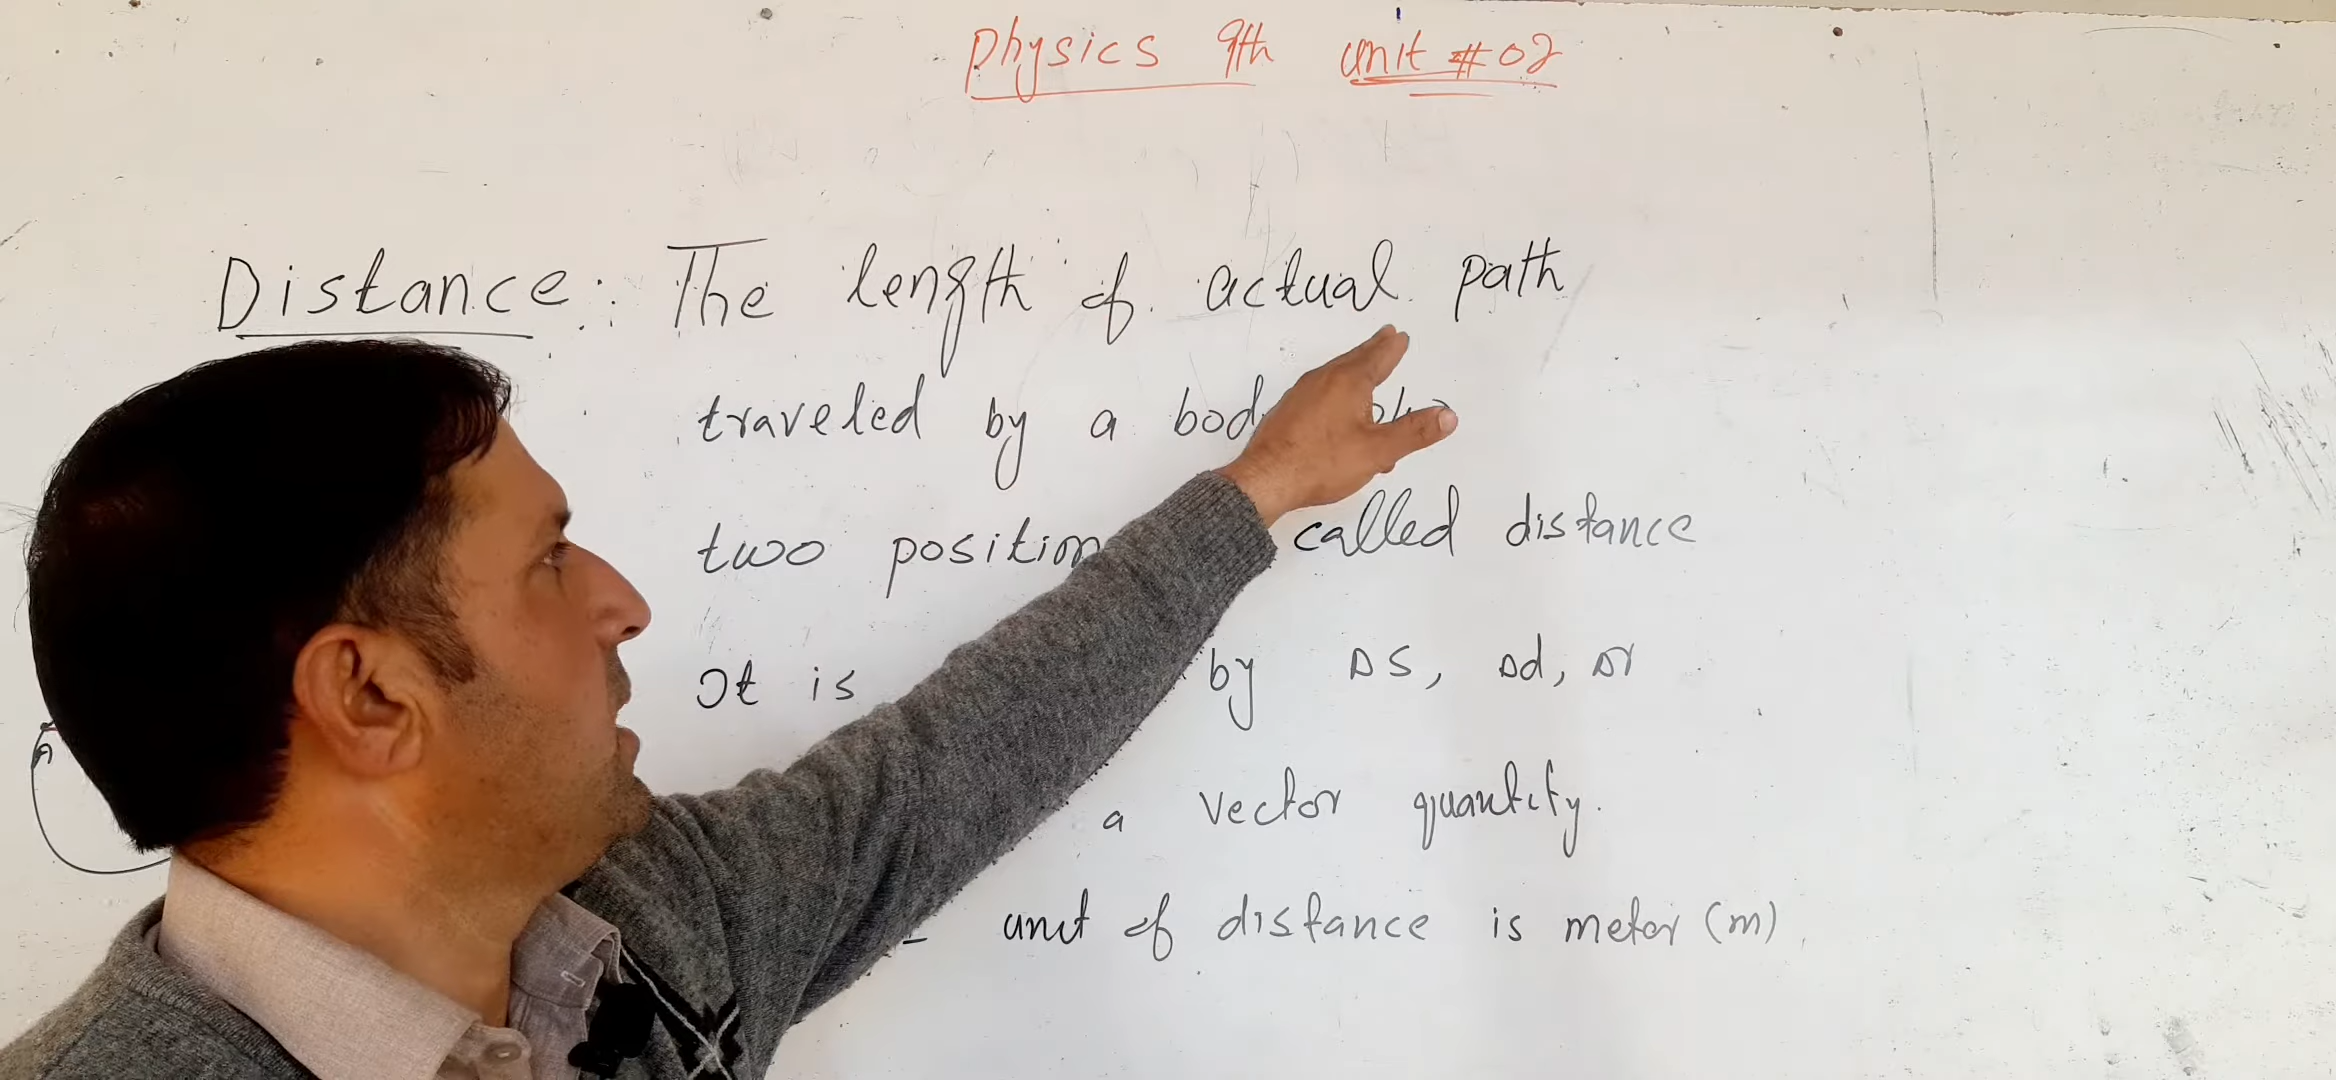 Physics 9th unit #02
Distance: The length of actual path
traveled by a body
two position called distance
It is by ΔS, Δd, Δr
a vector quantity.
unit of distance is meter (m)
A